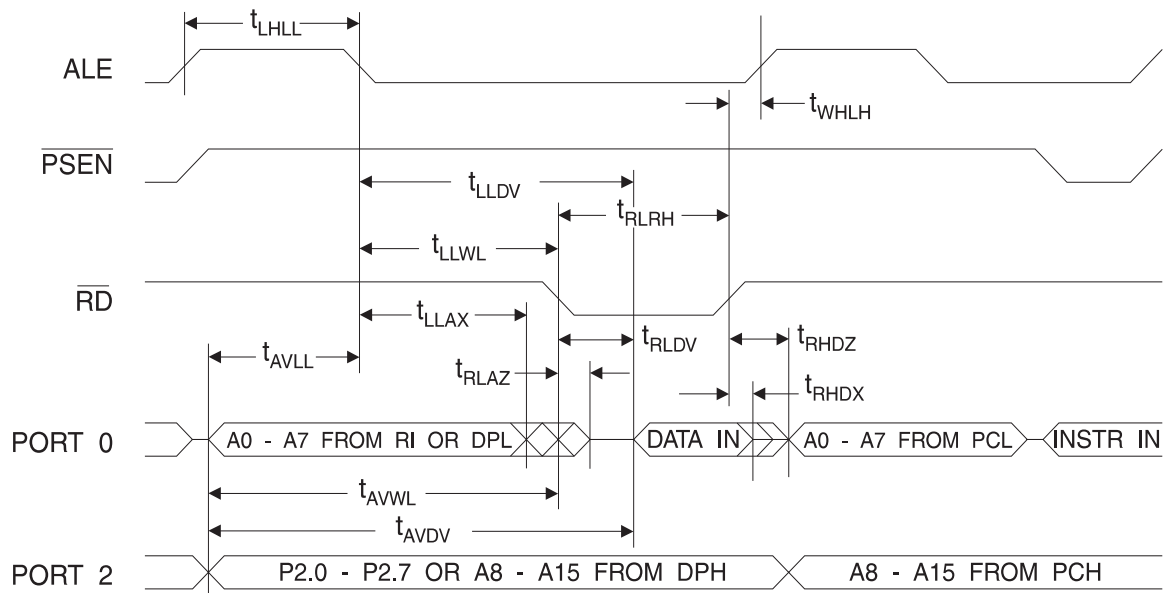 tLHLL
ALE
tWHLH
PSEN
tLLDV
tRLRH
tLLWL
RD
tLLAX
tRLDV
tRHDZ
tAVLL
tRLAZ
tRHDX
PORT 0
A0 - A7 FROM RI OR DPL
DATA IN
A0 - A7 FROM PCL
INSTR IN
tAVWL
tAVDV
PORT 2
P2.0 - P2.7 OR A8 - A15 FROM DPH
A8 - A15 FROM PCH